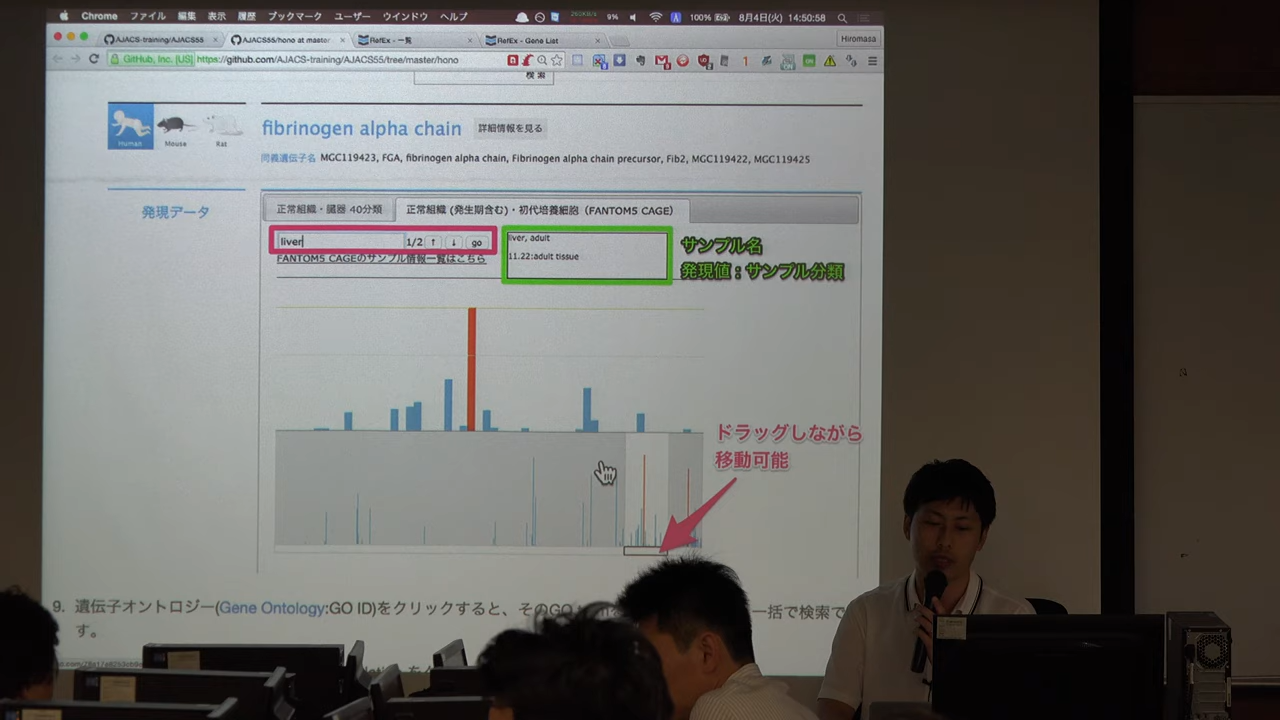 Chrome ファイル 編集 表示 履歴 ブックマーク ユーザー ウインドウ ヘルプ 9% 100% 8月4日(火) 14:50:58
AJACS-training/AJACS55 AJACS55/hono at master RefEx - 一覧 RefEx - Gene List Hiromasa
GitHub, Inc. [US] https://github.com/AJACS-training/AJACS55/tree/master/hono
検索
Human Mouse Rat
fibrinogen alpha chain 詳細情報を見る
同義遺伝子名 MGC119423, FGA, fibrinogen alpha chain, Fibrinogen alpha chain precursor, Fib2, MGC119422, MGC119425
発現データ
正常組織・臓器 40分類 正常組織 (発生期含む)・初代培養細胞（FANTOM5 CAGE）
liver 1/2 ↑ ↓ go
FANTOM5 CAGEのサンプル情報一覧はこちら
liver, adult
11.22:adult tissue
サンプル名
発現値：サンプル分類
ドラッグしながら
移動可能
9. 遺伝子オントロジー(Gene Ontology:GO ID)をクリックすると、そのGO 一括で検索で
す。